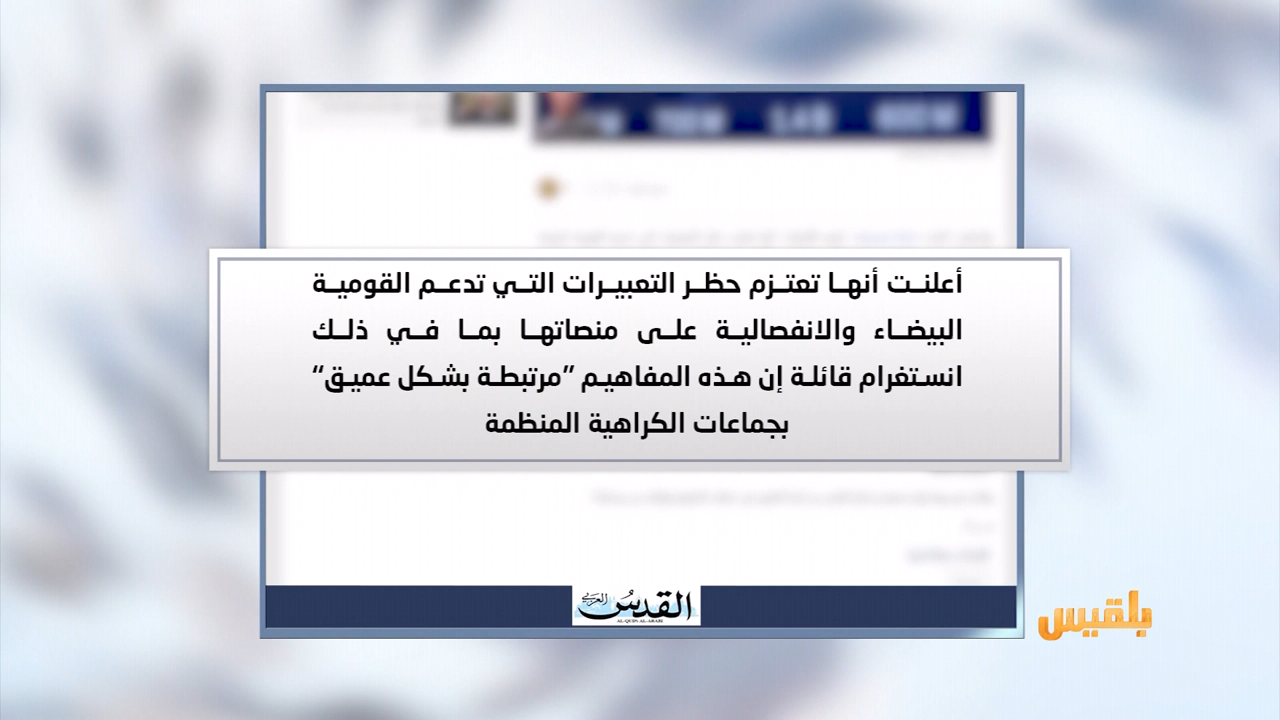 أعلنت أنها تعتزم حظر التعبيرات التي تدعم القومية
البيضاء والانفصالية على منصاتها بما في ذلك
انستغرام قائلة إن هذه المفاهيم ”مرتبطة بشكل عميق“
بجماعات الكراهية المنظمة
القدس العربي
AL-QUDS AL-ARABI
بلقيس